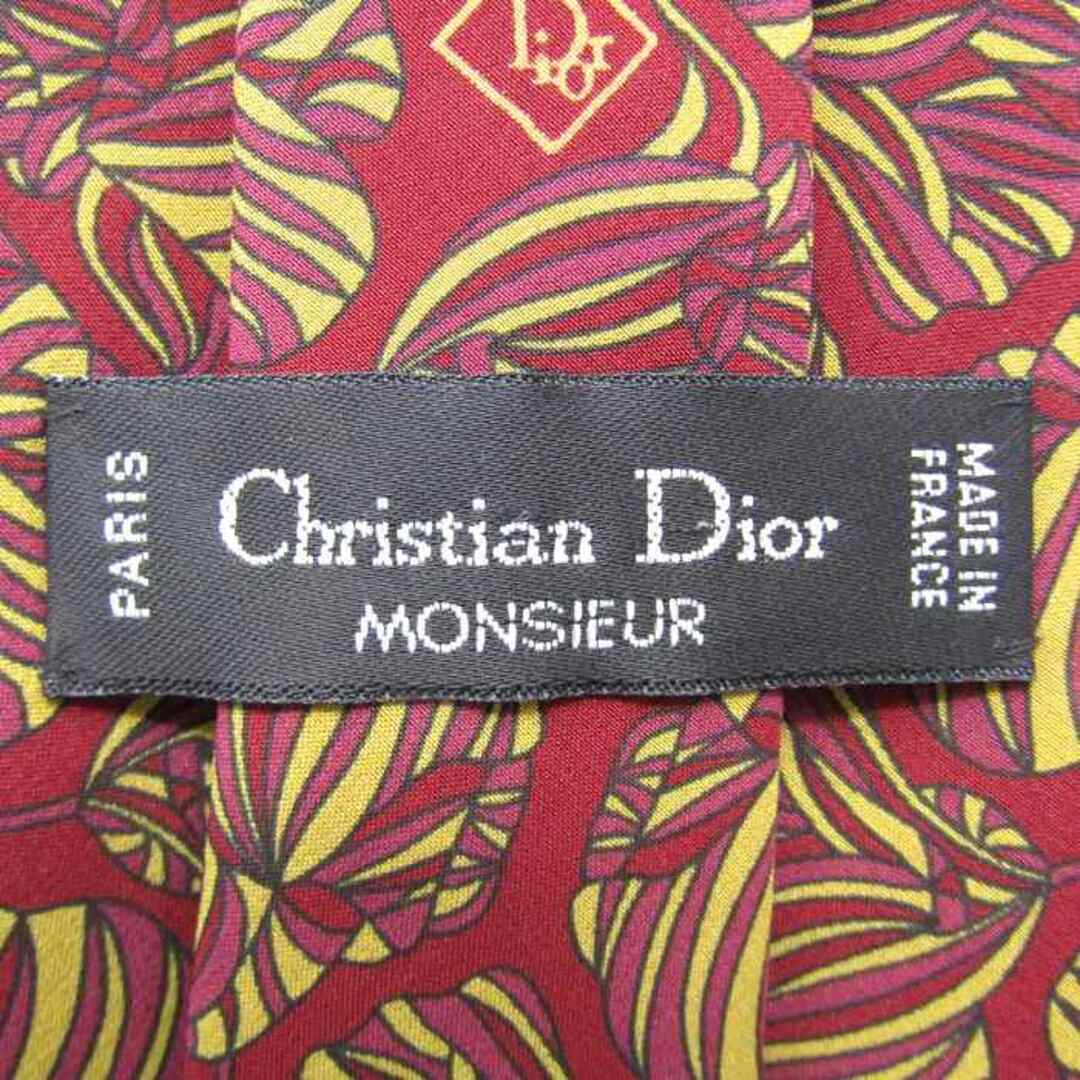 Dior
PARIS
Christian Dior
MONSIEUR
MADE IN
FRANCE